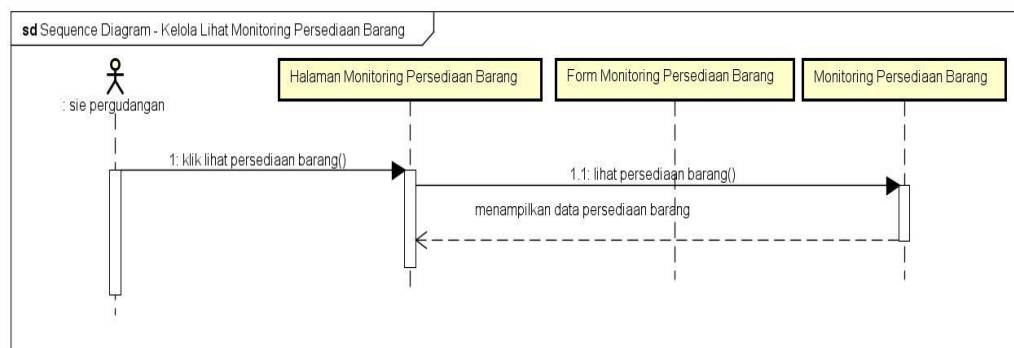 sd Sequence Diagram - Kelola Lihat Monitoring Persediaan Barang
: sie pergudangan
Halaman Monitoring Persediaan Barang
Form Monitoring Persediaan Barang
Monitoring Persediaan Barang
1: klik lihat persediaan barang()
1.1: lihat persediaan barang()
menampilkan data persediaan barang